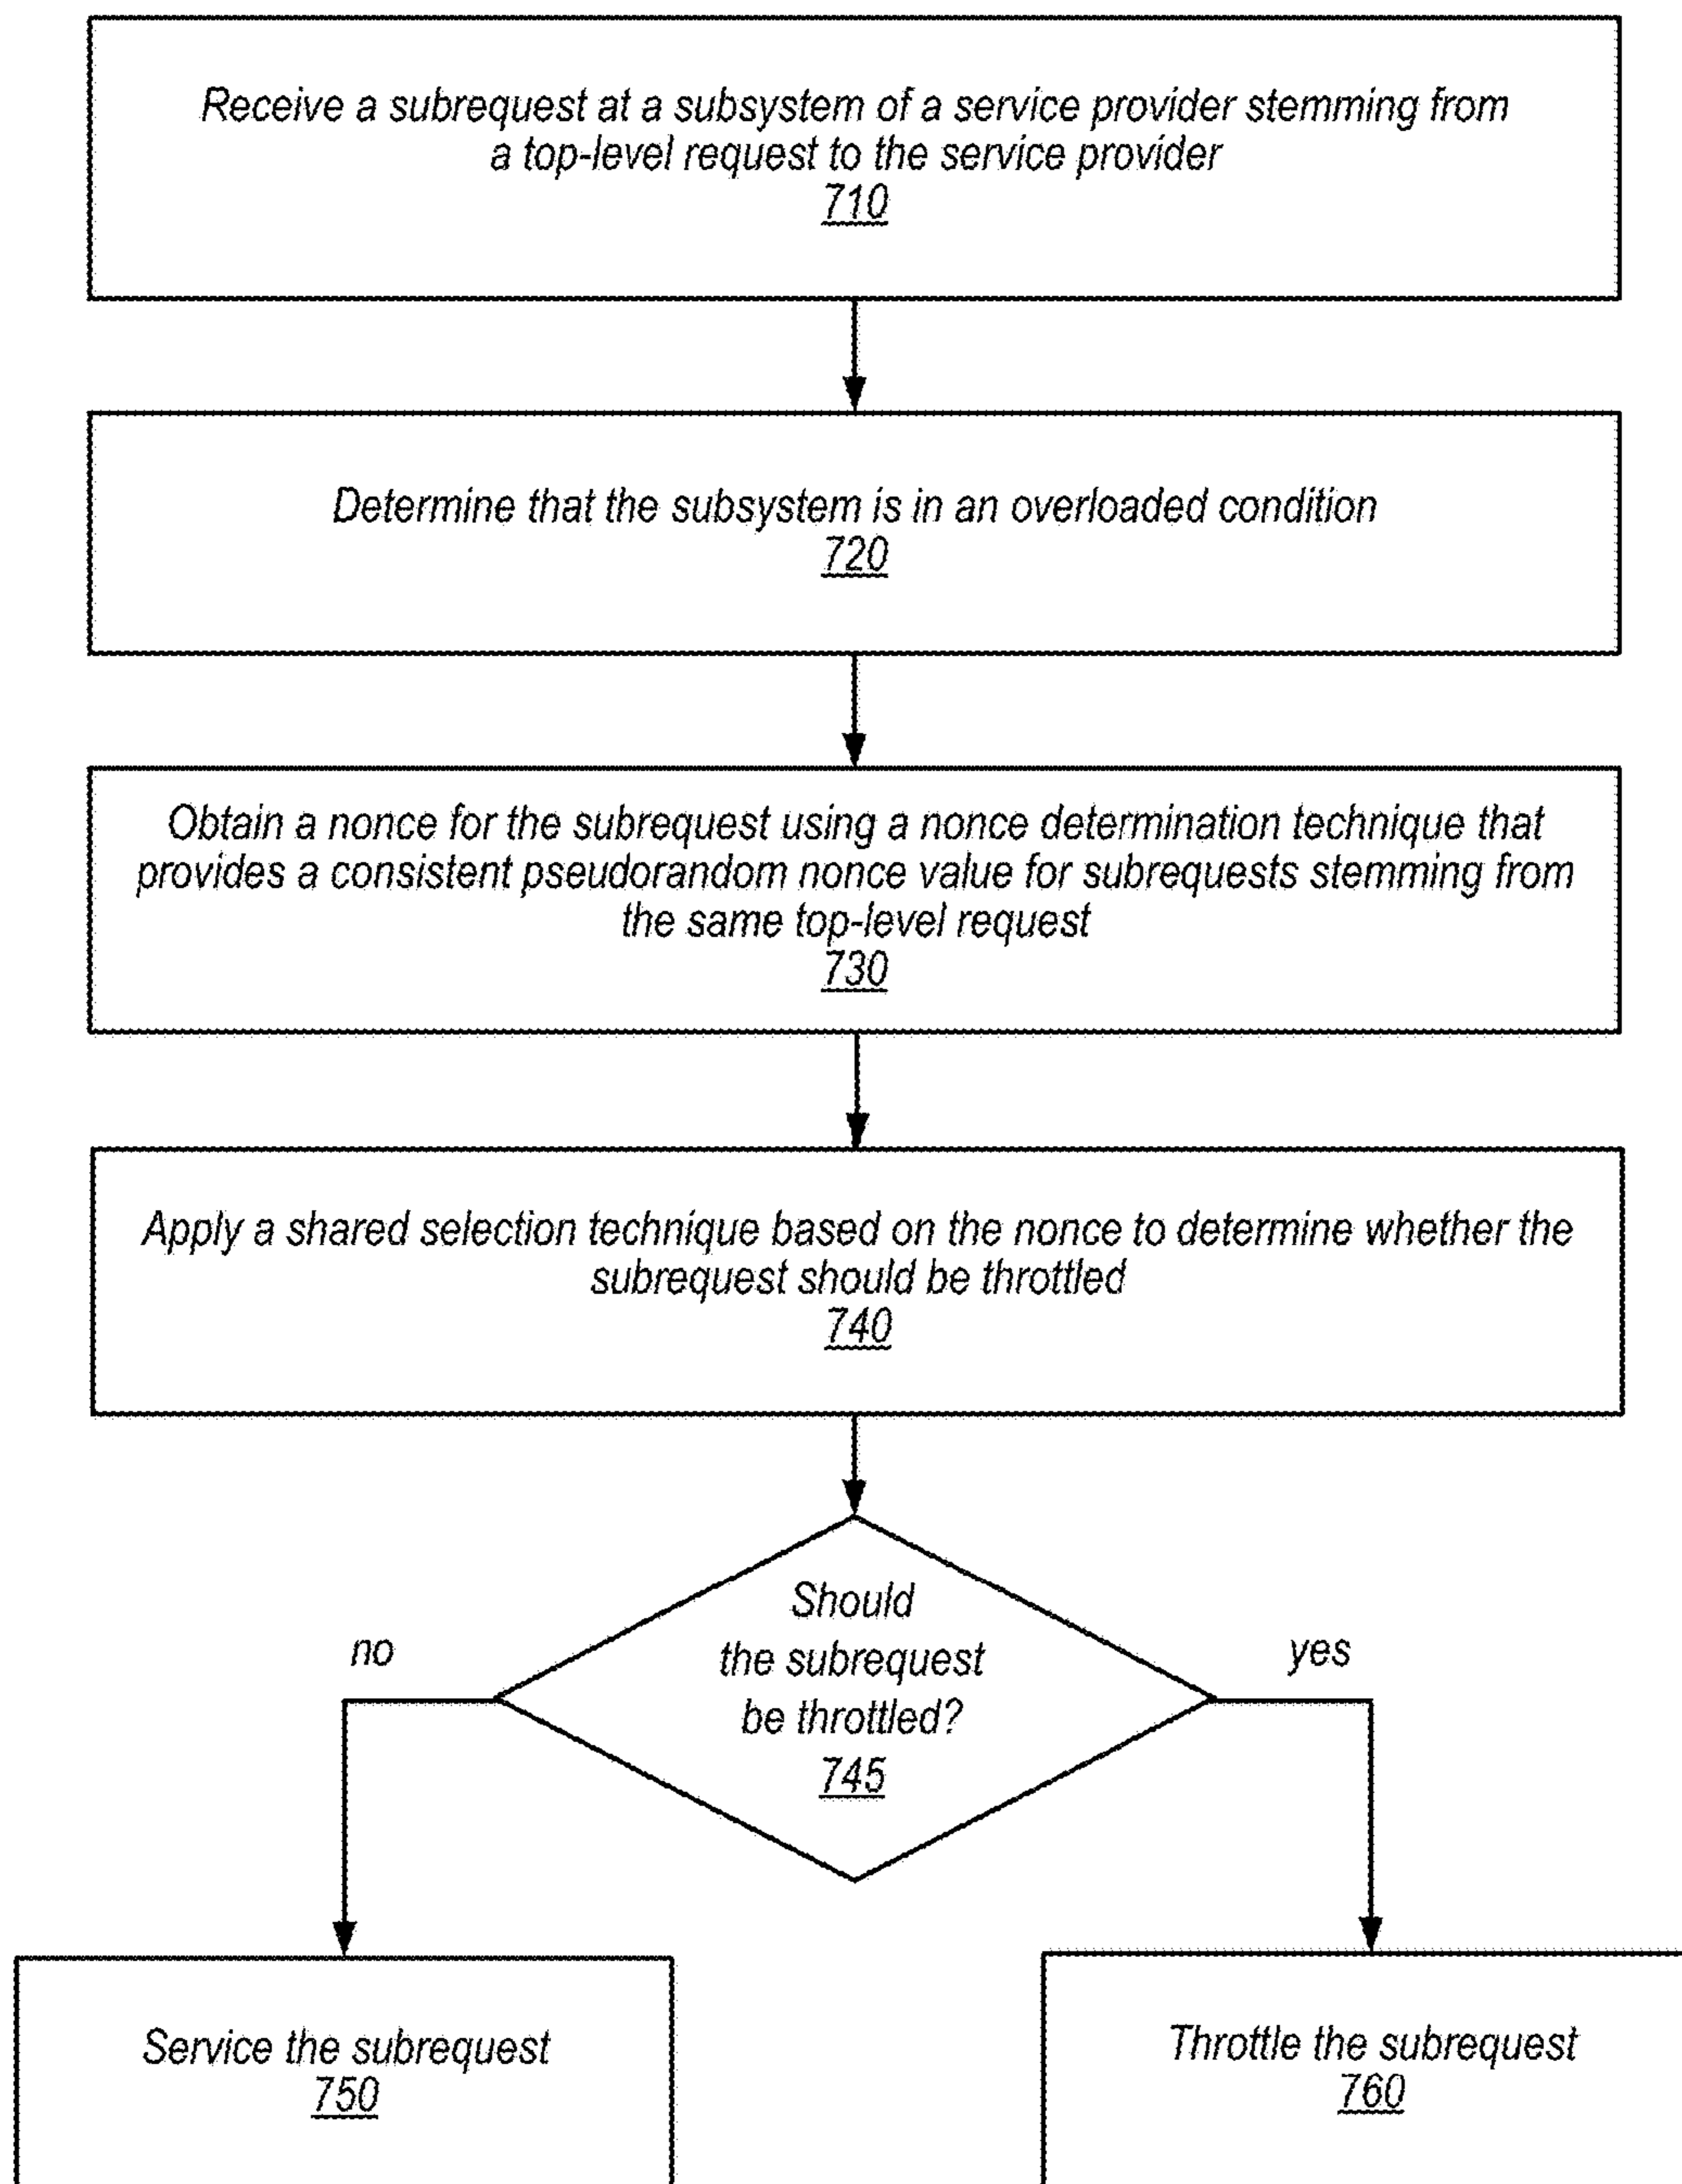 Receive a subrequest at a subsystem of a service provider stemming from
a top-level request to the service provider
710
Determine that the subsystem is in an overloaded condition
720
Obtain a nonce for the subrequest using a nonce determination technique that
provides a consistent pseudorandom nonce value for subrequests stemming from
the same top-level request
730
Apply a shared selection technique based on the nonce to determine whether the
subrequest should be throttled
740
Should
the subrequest
be throttled?
745
no
yes
Service the subrequest
750
Throttle the subrequest
760